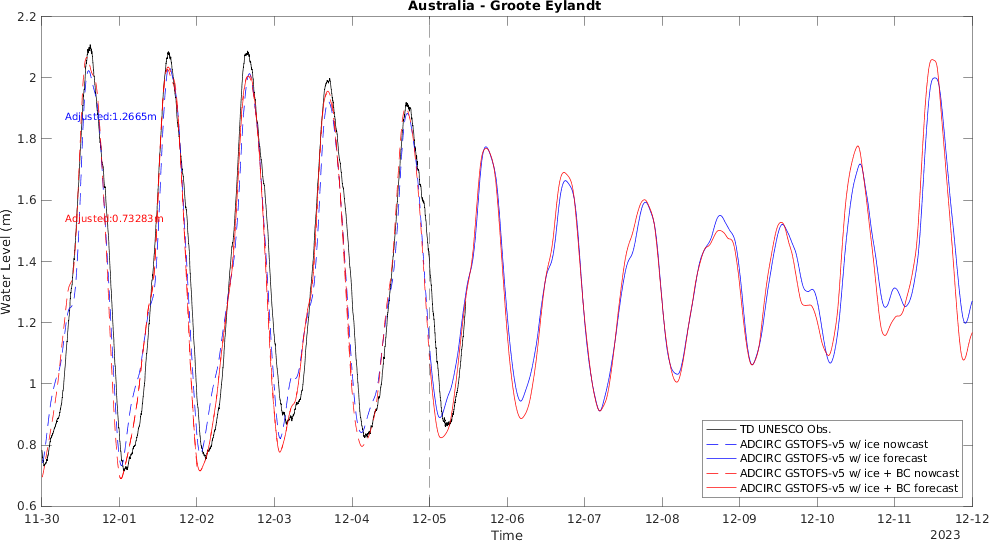 Australia - Groote Eylandt
2.2
2
1.8
1.6
1.4
1.2
1
0.8
0.6
Water Level (m)
Adjusted:1.2665m
Adjusted:0.73283m
TD UNESCO Obs.
ADCIRC GSTOFS-v5 w/ ice nowcast
ADCIRC GSTOFS-v5 w/ ice forecast
ADCIRC GSTOFS-v5 w/ ice + BC nowcast
ADCIRC GSTOFS-v5 w/ ice + BC forecast
11-30 12-01 12-02 12-03 12-04 12-05 12-06 12-07 12-08 12-09 12-10 12-11 12-12
Time
2023